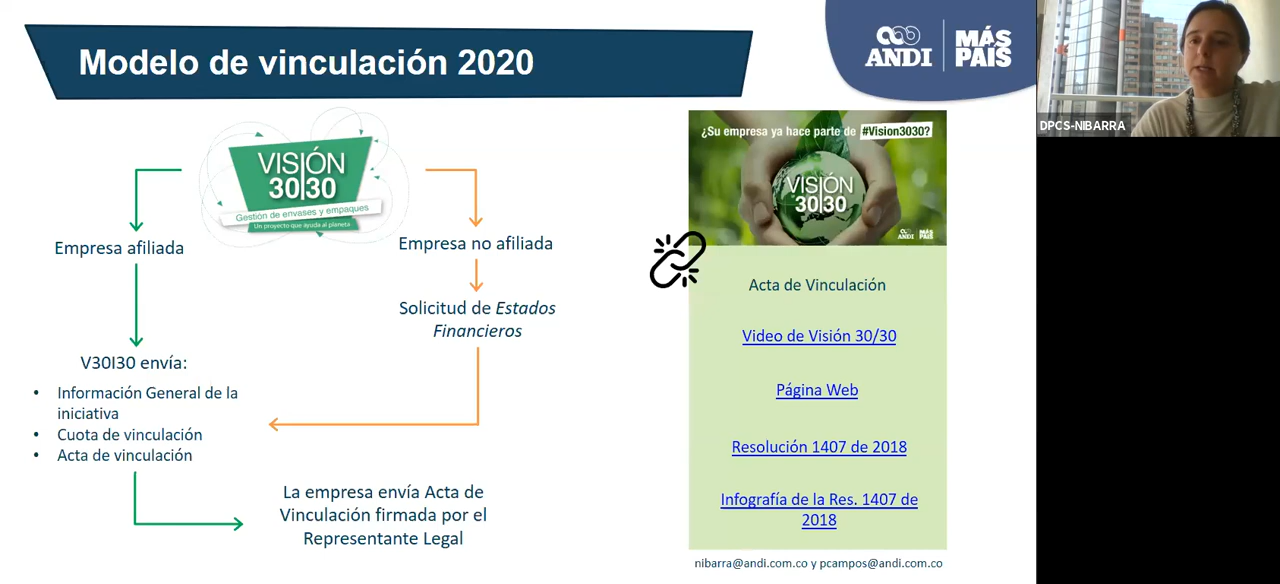 Modelo de vinculación 2020
ANDI
MÁS
PAÍS
DPCS-NIBARRA
VISIÓN
30|30
Gestión de envases y empaques
Un proyecto que ayuda al planeta
Empresa afiliada
V30I30 envía:
• Información General de la
iniciativa
• Cuota de vinculación
• Acta de vinculación
Empresa no afiliada
Solicitud de Estados
Financieros
La empresa envía Acta de
Vinculación firmada por el
Representante Legal
¿Su empresa ya hace parte de #Vision3030?
VISIÓN
30|30
ANDI
MÁS
PAÍS
Acta de Vinculación
Video de Visión 30/30
Página Web
Resolución 1407 de 2018
Infografía de la Res. 1407 de
2018
nibarra@andi.com.co y pcampos@andi.com.co